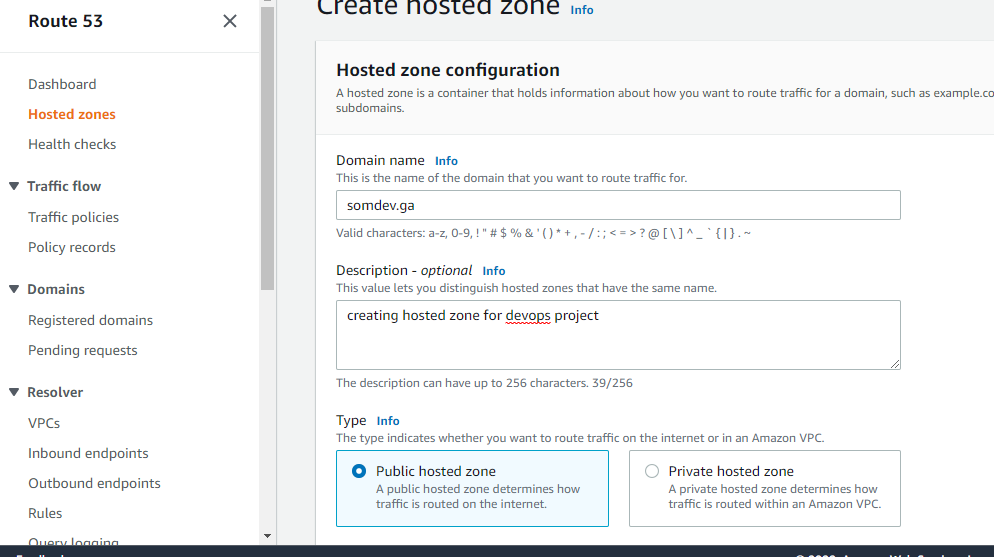 Route 53
Dashboard
Hosted zones
Health checks
Traffic flow
Traffic policies
Policy records
Domains
Registered domains
Pending requests
Resolver
VPCs
Inbound endpoints
Outbound endpoints
Rules
Query logging
Create hosted zone Info
Hosted zone configuration
A hosted zone is a container that holds information about how you want to route traffic for a domain, such as example.co
subdomains.
Domain name Info
This is the name of the domain that you want to route traffic for.
somdev.ga
Valid characters: a-z, 0-9, ! " # $ % & ' ( ) * + , - / : ; < = > ? @ [ \ ] ^ _ ` { | } . ~
Description - optional Info
This value lets you distinguish hosted zones that have the same name.
creating hosted zone for devops project
The description can have up to 256 characters. 39/256
Type Info
The type indicates whether you want to route traffic on the internet or in an Amazon VPC.
Public hosted zone
A public hosted zone determines how
traffic is routed on the internet.
Private hosted zone
A private hosted zone determines how
traffic is routed within an Amazon VPC.